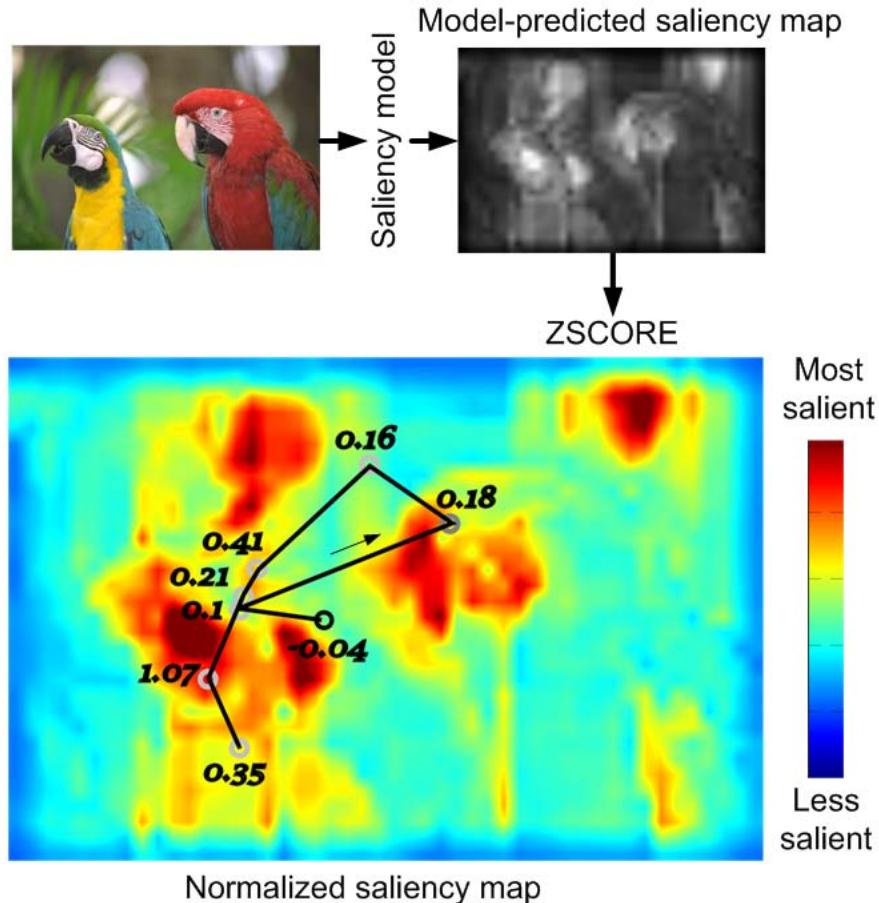 Model-predicted saliency map
Saliency model
ZSCORE
Most
salient
0.16
0.18
0.41
0.21
0.1
-0.04
1.07
0.35
Less
salient
Normalized saliency map